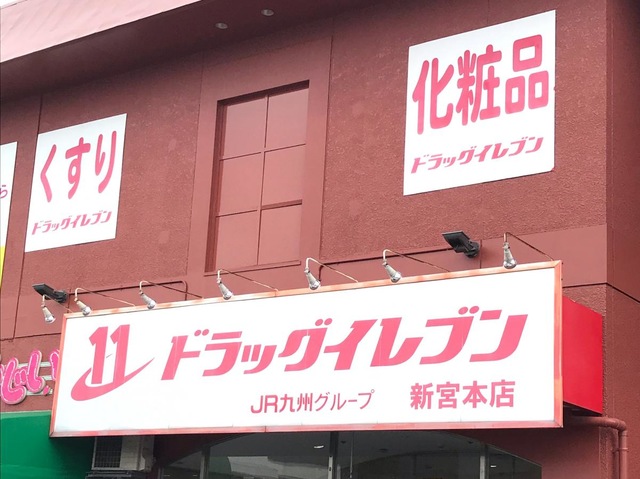 くすり
ドラッグイレブン
化粧品
ドラッグイレブン
11 ドラッグイレブン
JR九州グループ 新宮本店